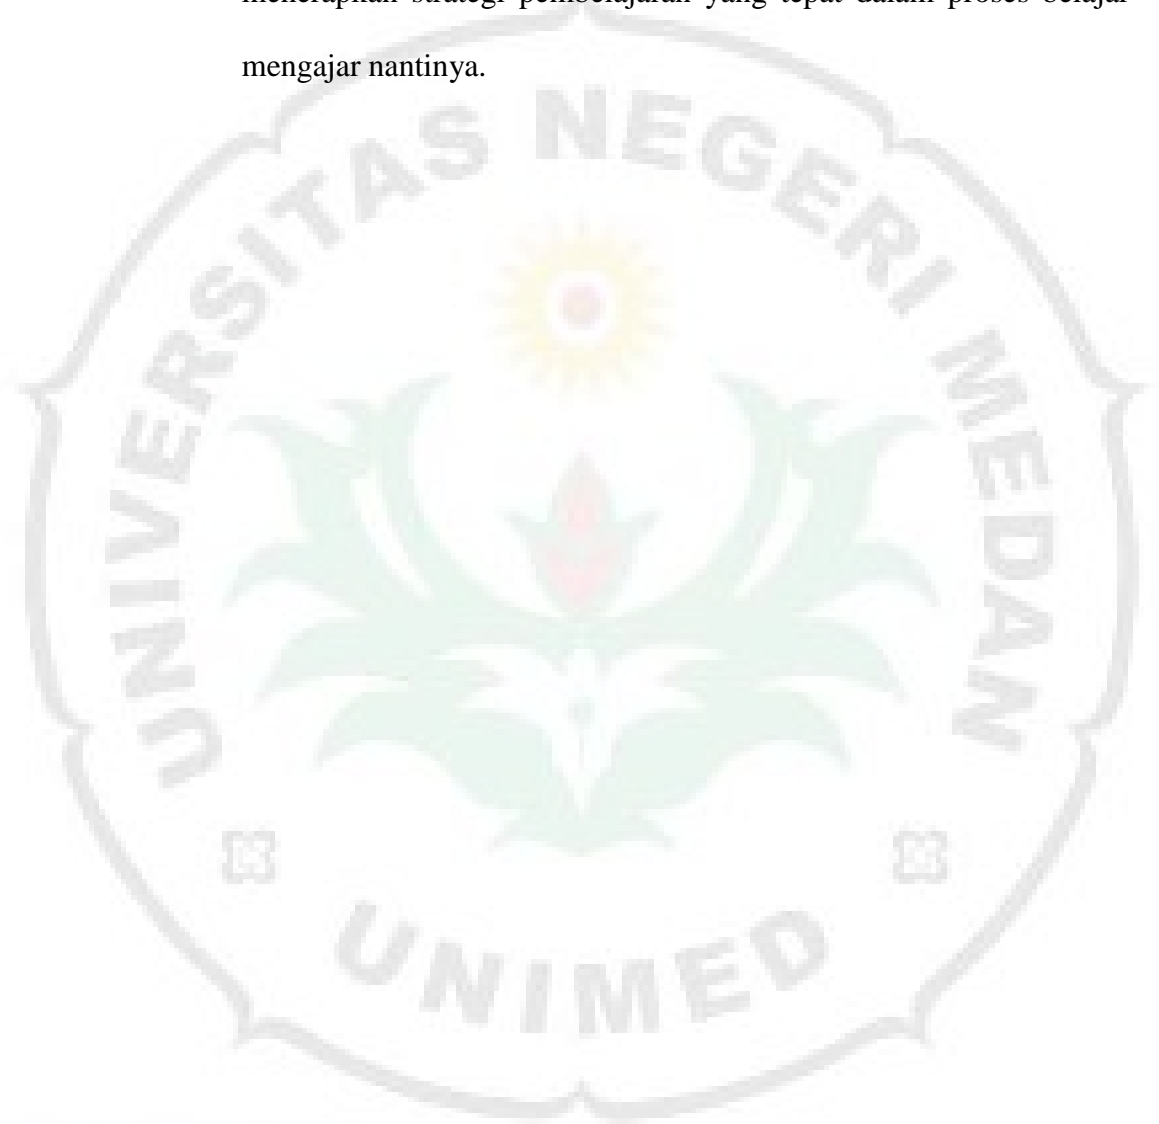 menerapkan strategi pembelajaran yang tepat dalam proses belajar
mengajar nantinya.
UNIVERSITAS NEGERI MEDAN
UNIMED